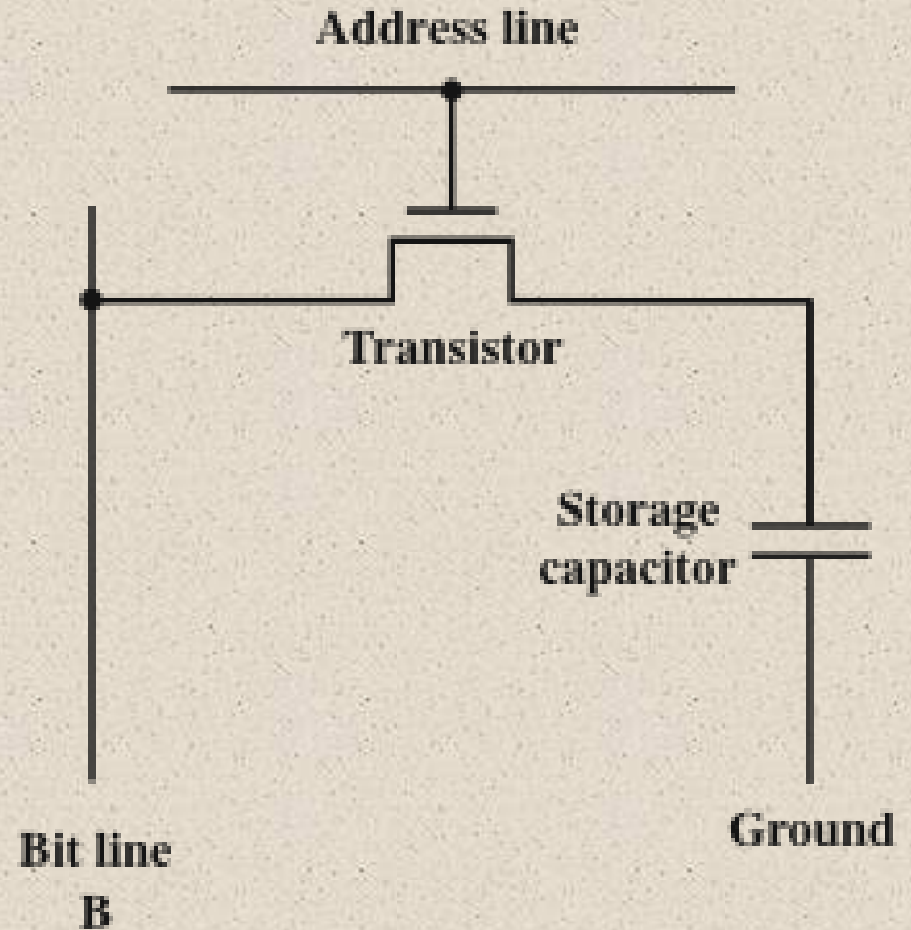 Address line
Transistor
Storage
capacitor
Ground
Bit line
B